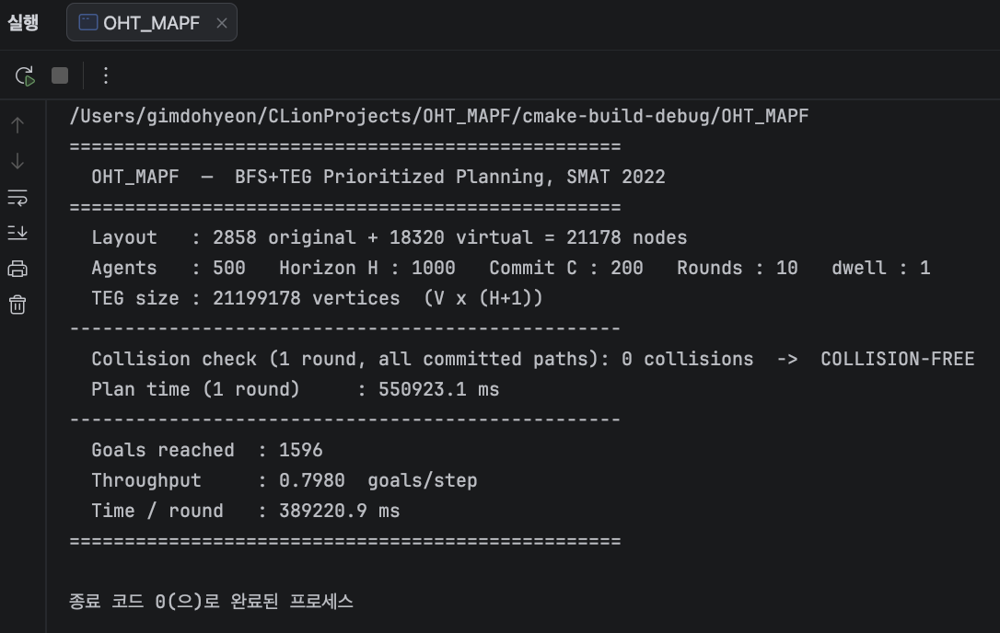 실행 OHT_MAPF
/Users/gimdohyeon/CLionProjects/OHT_MAPF/cmake-build-debug/OHT_MAPF
==================================================
OHT_MAPF — BFS+TEG Prioritized Planning, SMAT 2022
==================================================
Layout   : 2858 original + 18320 virtual = 21178 nodes
Agents   : 500   Horizon H : 1000   Commit C : 200   Rounds : 10   dwell : 1
TEG size : 21199178 vertices  (V x (H+1))
--------------------------------------------------
Collision check (1 round, all committed paths): 0 collisions  ->  COLLISION-FREE
Plan time (1 round)     : 550923.1 ms
--------------------------------------------------
Goals reached  : 1596
Throughput     : 0.7980  goals/step
Time / round   : 389220.9 ms
==================================================
종료 코드 0(으)로 완료된 프로세스